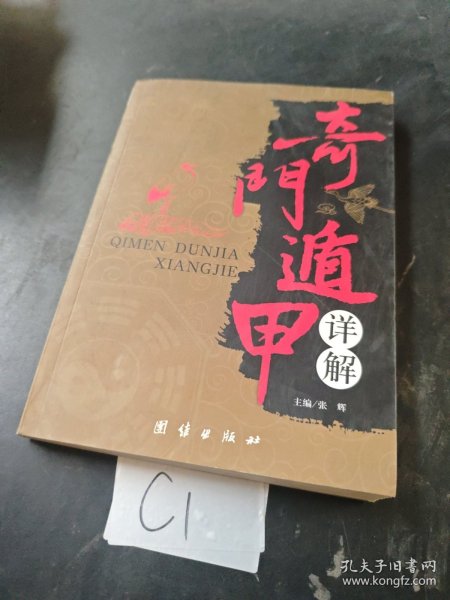 奇門遁甲
详解
QIMEN DUNJIA
XIANGJIE
主编/张 辉
团结出版社
C1
孔夫子旧书网
www.kongfz.com